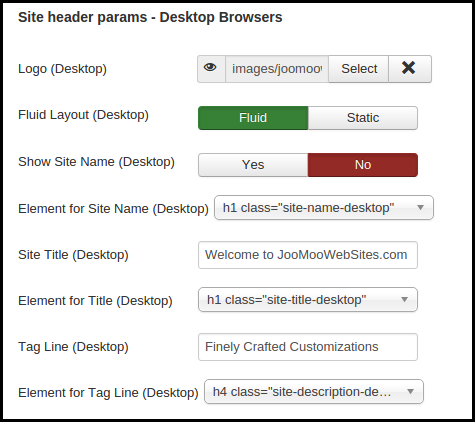 Site header params - Desktop Browsers
Logo (Desktop) images/joomoov Select
Fluid Layout (Desktop) Fluid Static
Show Site Name (Desktop) Yes No
Element for Site Name (Desktop) h1 class="site-name-desktop"
Site Title (Desktop) Welcome to JooMooWebSites.com
Element for Title (Desktop) h1 class="site-title-desktop"
Tag Line (Desktop) Finely Crafted Customizations
Element for Tag Line (Desktop) h4 class="site-description-de...